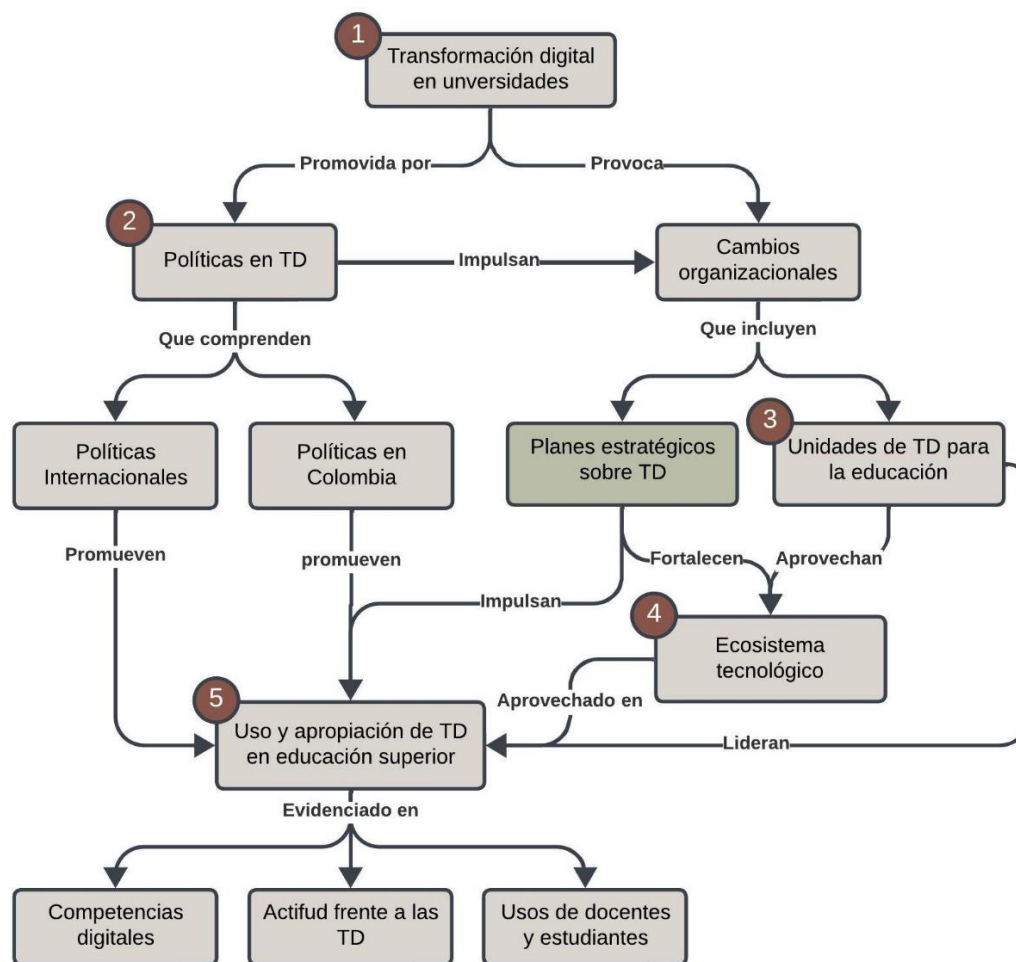 1
Transformación digital
en unversidades
Promovida por
Provoca
2
Políticas en TD
Impulsan
Cambios
organizacionales
Que comprenden
Que incluyen
Políticas
Internacionales
Políticas en
Colombia
Planes estratégicos
sobre TD
3
Unidades de TD para
la educación
Promueven
promueven
Fortalecen
Aprovechan
Impulsan
4
Ecosistema
tecnológico
Aprovechado en
5
Uso y apropiación de TD
en educación superior
Lideran
Evidenciado en
Competencias
digitales
Actifud frente a las
TD
Usos de docentes
y estudiantes